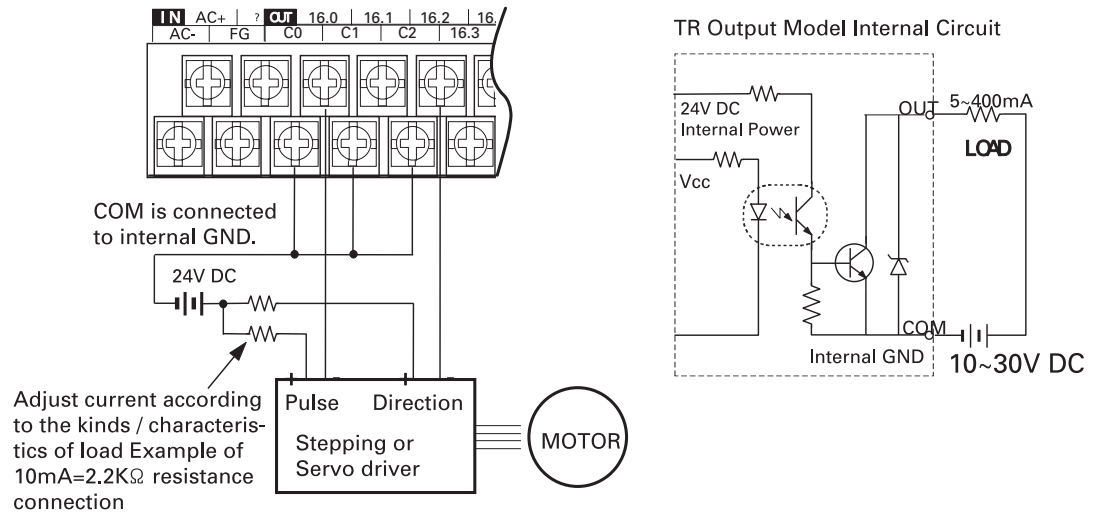 IN AC+ ? OUT 16.0 16.1 16.2 16.
AC- FG C0 C1 C2 16.3
COM is connected
to internal GND.
24V DC
Adjust current according
to the kinds / characteris-
tics of load Example of
10mA=2.2KΩ resistance
connection
Pulse Direction
Stepping or
Servo driver
MOTOR
TR Output Model Internal Circuit
24V DC
Internal Power
Vcc
OUT
5~400mA
LOAD
COM
Internal GND
10~30V DC